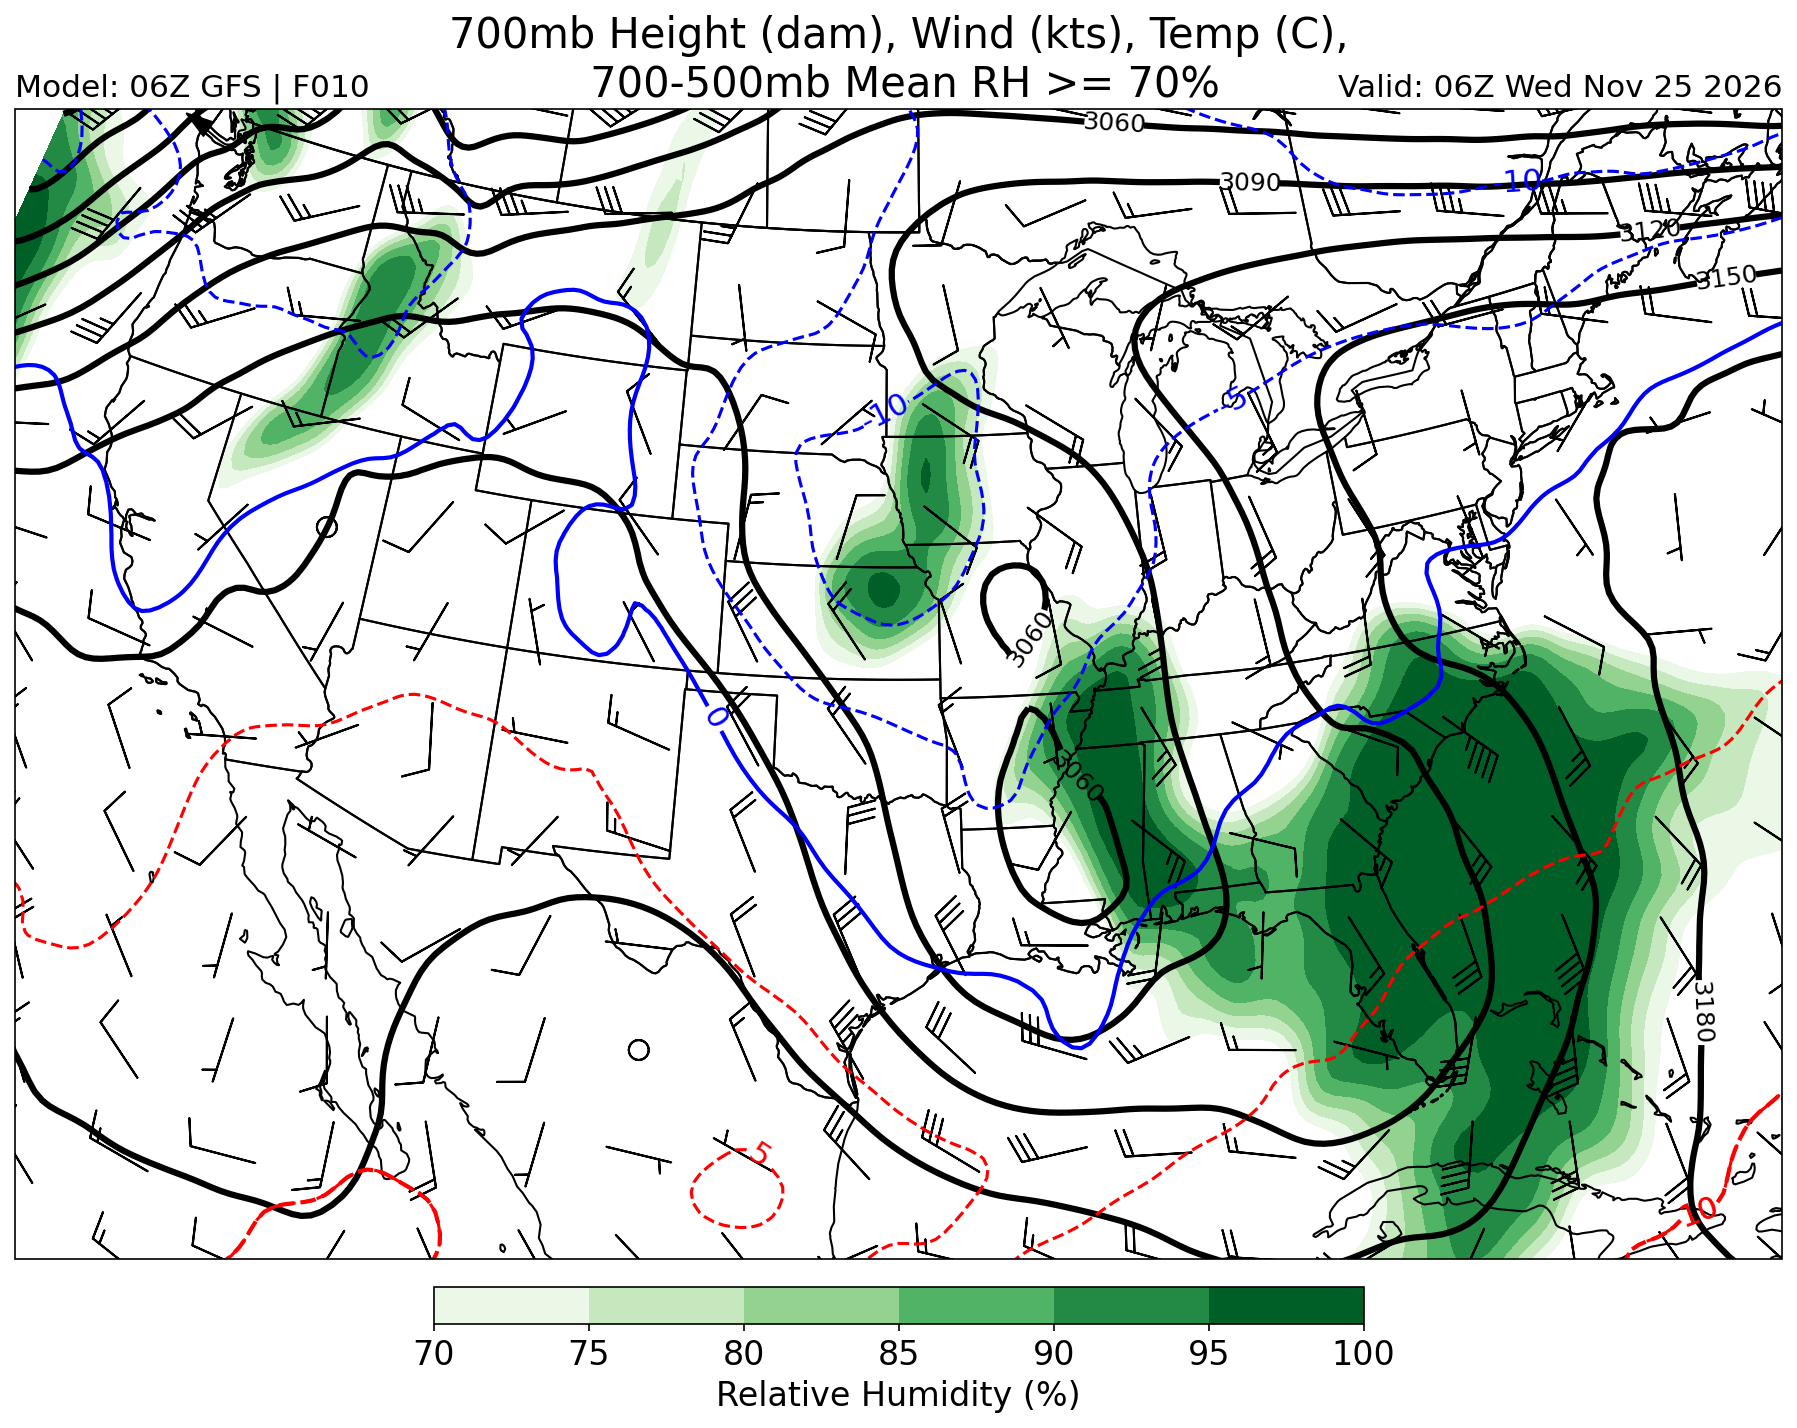 700mb Height (dam), Wind (kts), Temp (C),
Model: 06Z GFS | F010
700-500mb Mean RH >= 70%
Valid: 06Z Wed Nov 25 2026
3060
3090
10
3120
3150
10
5
3060
0
3060
3180
5
10
70 75 80 85 90 95 100
Relative Humidity (%)